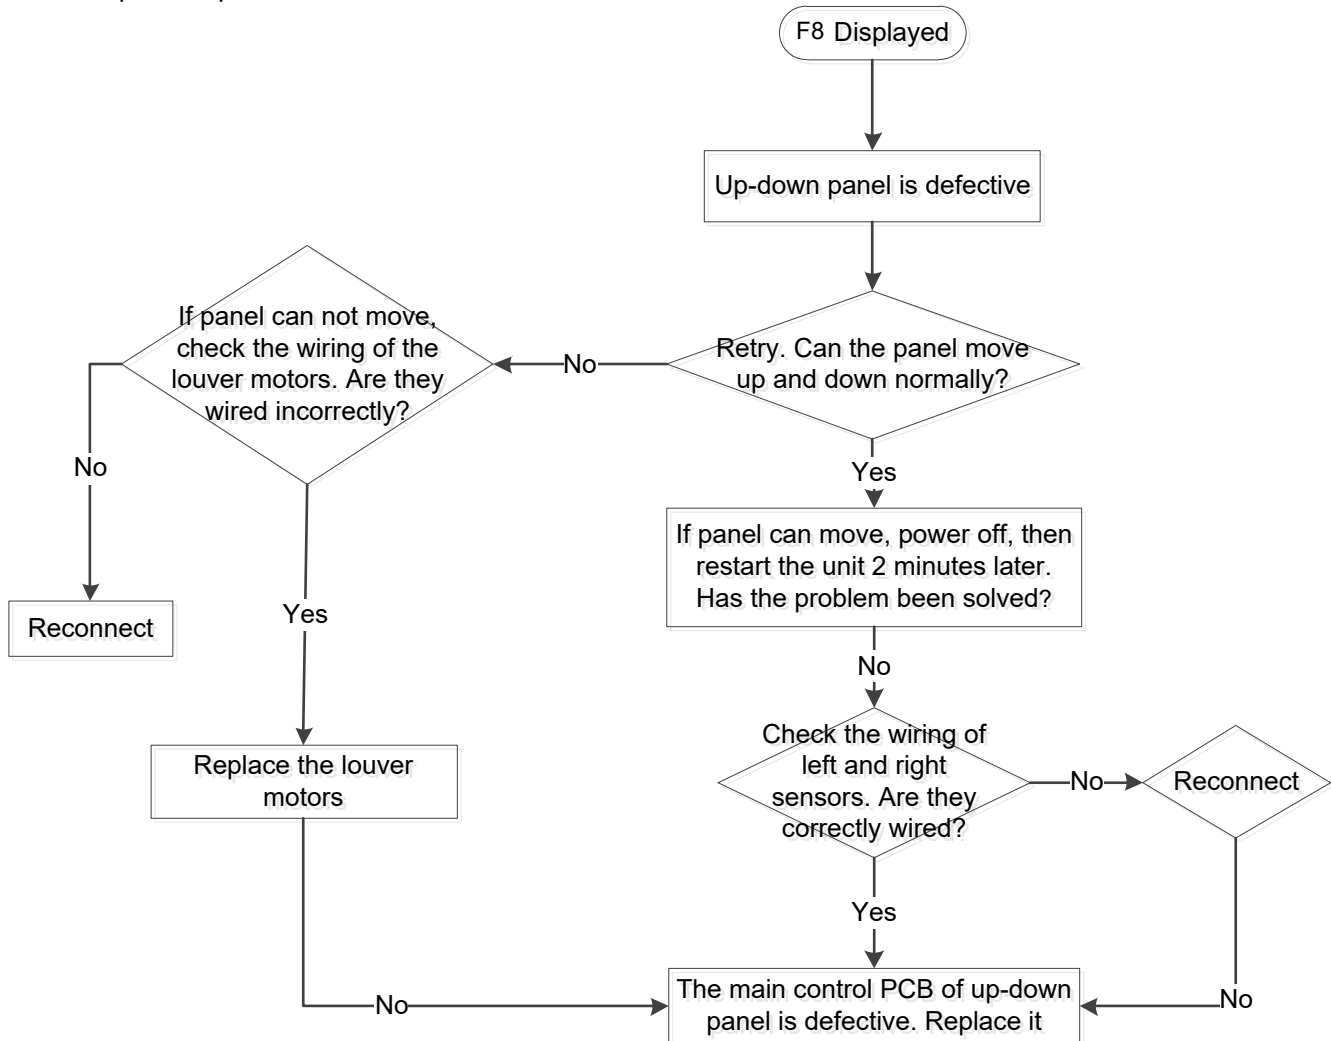 F8 Displayed
Up-down panel is defective
Retry. Can the panel move
up and down normally?
No
If panel can not move,
check the wiring of the
louver motors. Are they
wired incorrectly?
No
Reconnect
Yes
Replace the louver
motors
No
Yes
If panel can move, power off, then
restart the unit 2 minutes later.
Has the problem been solved?
No
Check the wiring of
left and right
sensors. Are they
correctly wired?
No
Reconnect
No
Yes
The main control PCB of up-down
panel is defective. Replace it